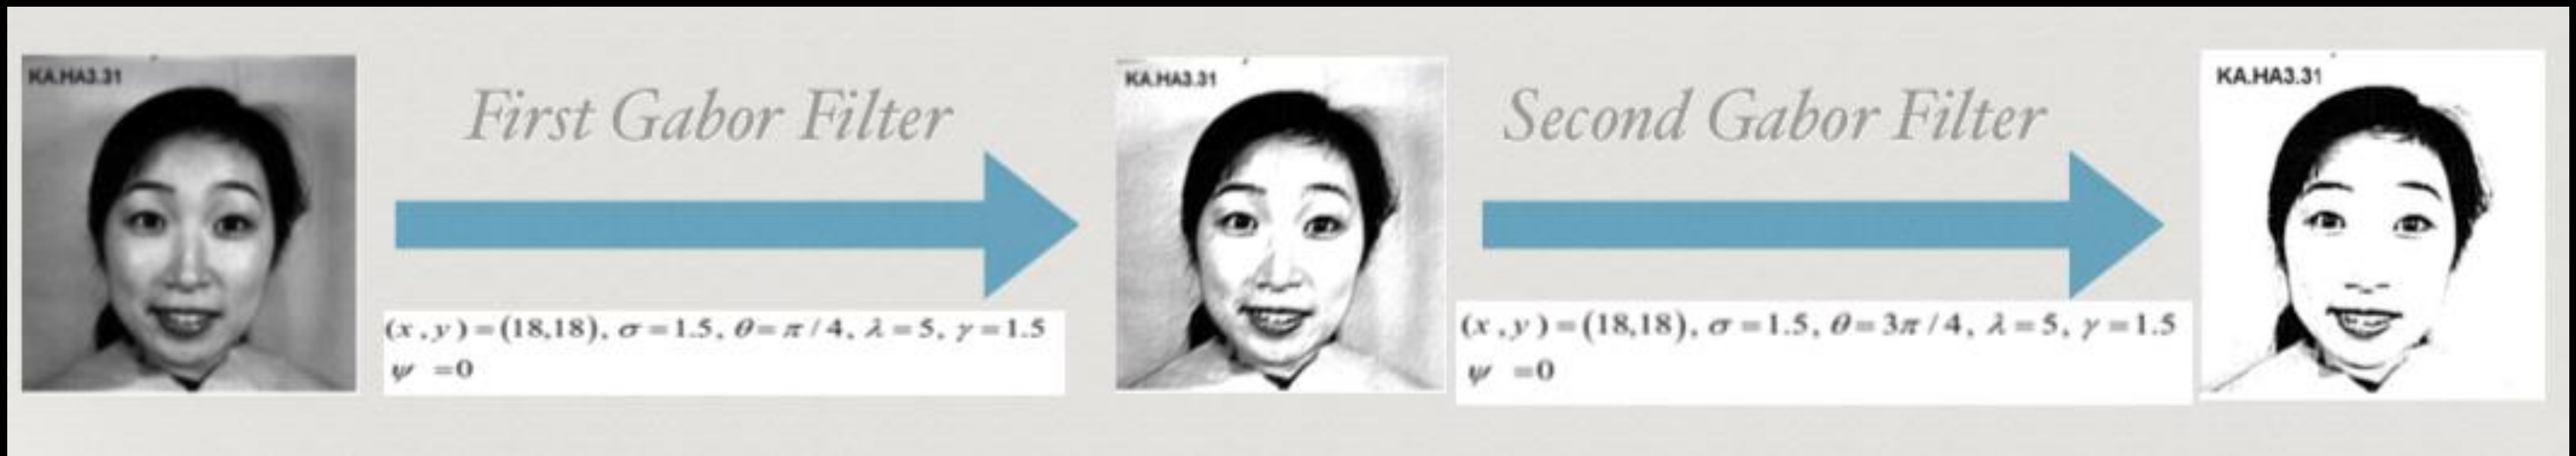 KA.HA3.31
First Gabor Filter
(x , y ) = (18,18), σ = 1.5, θ = π / 4, λ = 5, γ = 1.5
ψ =0
KA.HA3.31
Second Gabor Filter
(x , y ) = (18,18), σ = 1.5, θ = 3π / 4, λ = 5, γ = 1.5
ψ =0
KA.HA3.31